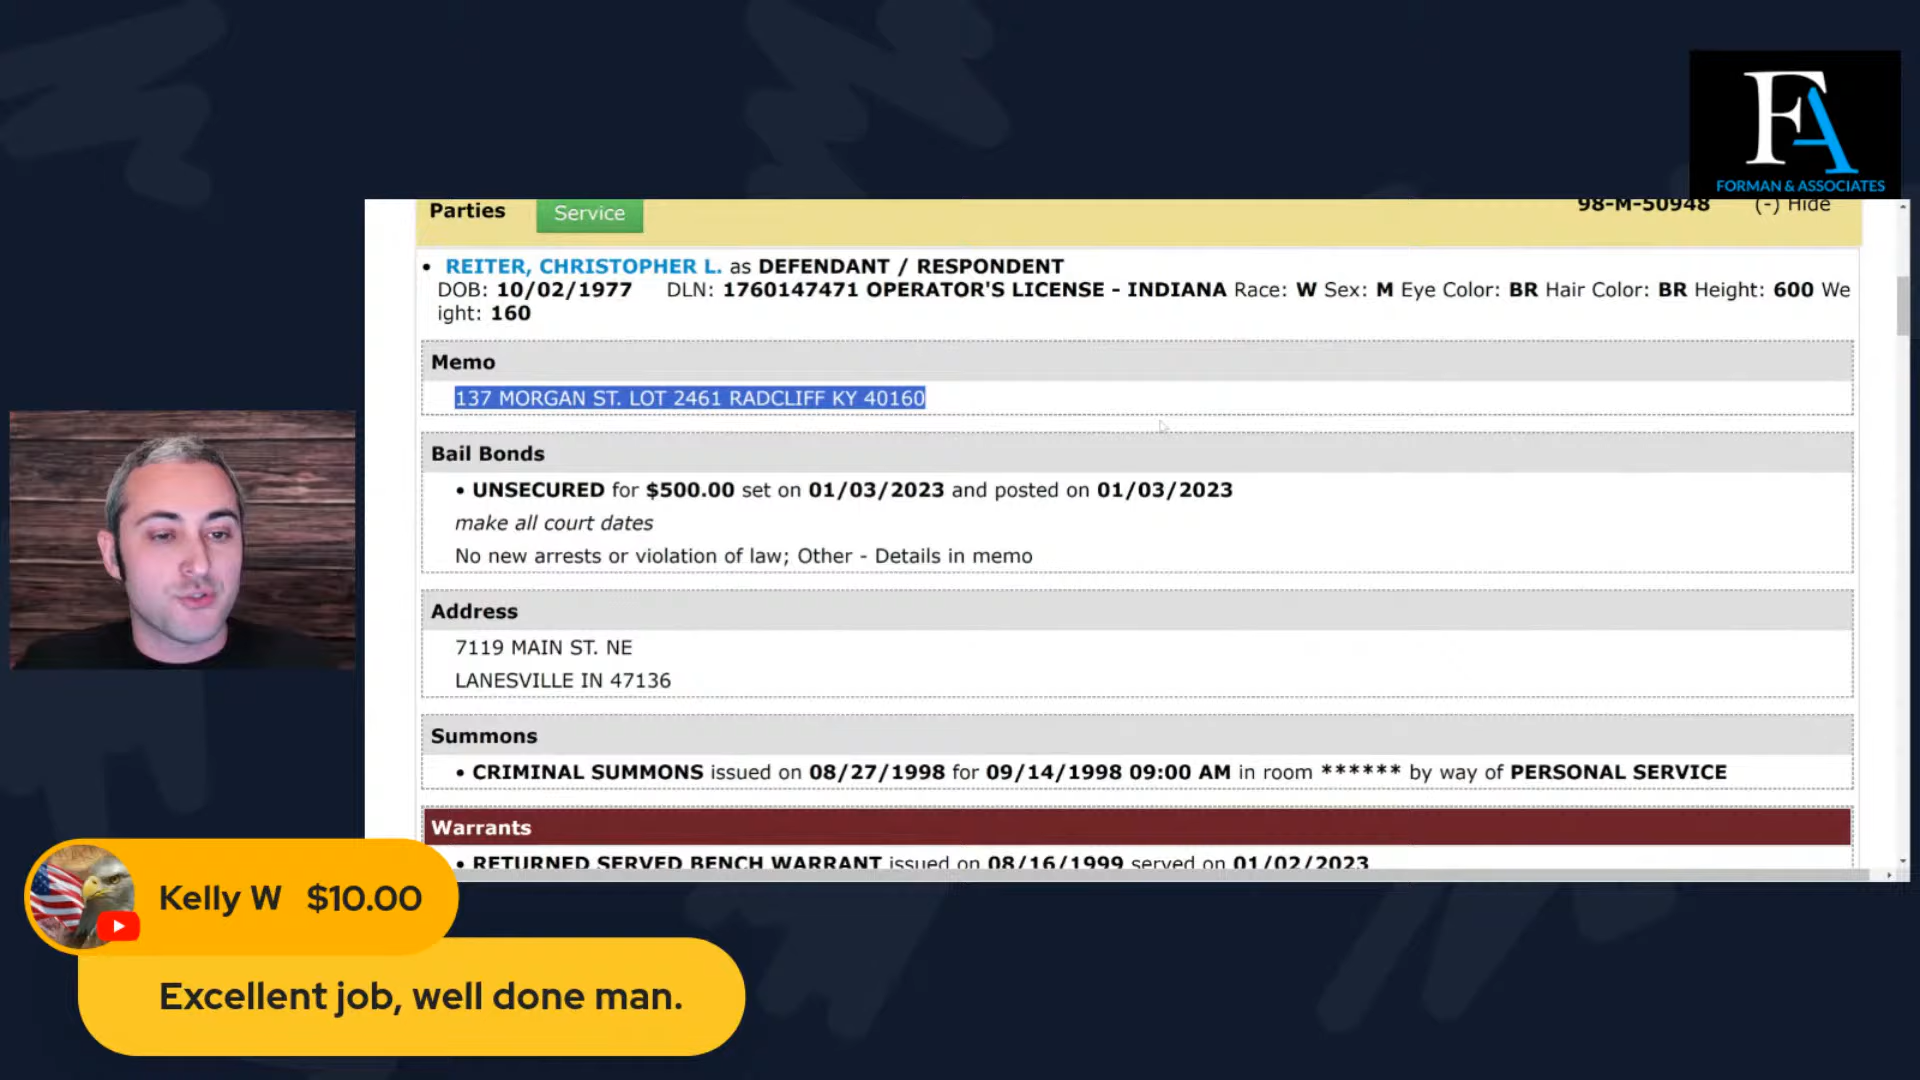 FA
FORMAN & ASSOCIATES
Parties Service 98-M-50948 (-) Hide
• REITER, CHRISTOPHER L. as DEFENDANT / RESPONDENT
DOB: 10/02/1977 DLN: 1760147471 OPERATOR'S LICENSE - INDIANA Race: W Sex: M Eye Color: BR Hair Color: BR Height: 600 We
ight: 160
Memo
137 MORGAN ST. LOT 2461 RADCLIFF KY 40160
Bail Bonds
• UNSECURED for $500.00 set on 01/03/2023 and posted on 01/03/2023
make all court dates
No new arrests or violation of law; Other - Details in memo
Address
7119 MAIN ST. NE
LANESVILLE IN 47136
Summons
• CRIMINAL SUMMONS issued on 08/27/1998 for 09/14/1998 09:00 AM in room ****** by way of PERSONAL SERVICE
Warrants
• RETURNED SERVED BENCH WARRANT issued on 08/16/1999 served on 01/02/2023
Kelly W $10.00
Excellent job, well done man.